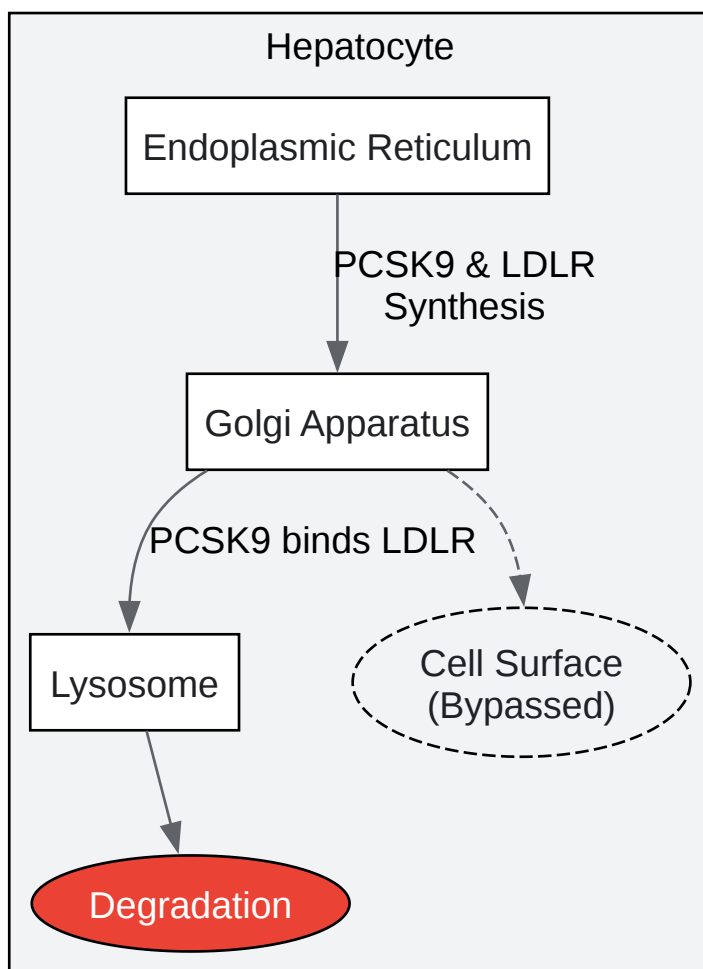 Hepatocyte
Endoplasmic Reticulum
PCSK9 & LDLR
Synthesis
Golgi Apparatus
PCSK9 binds LDLR
Lysosome
Cell Surface
(Bypassed)
Degradation